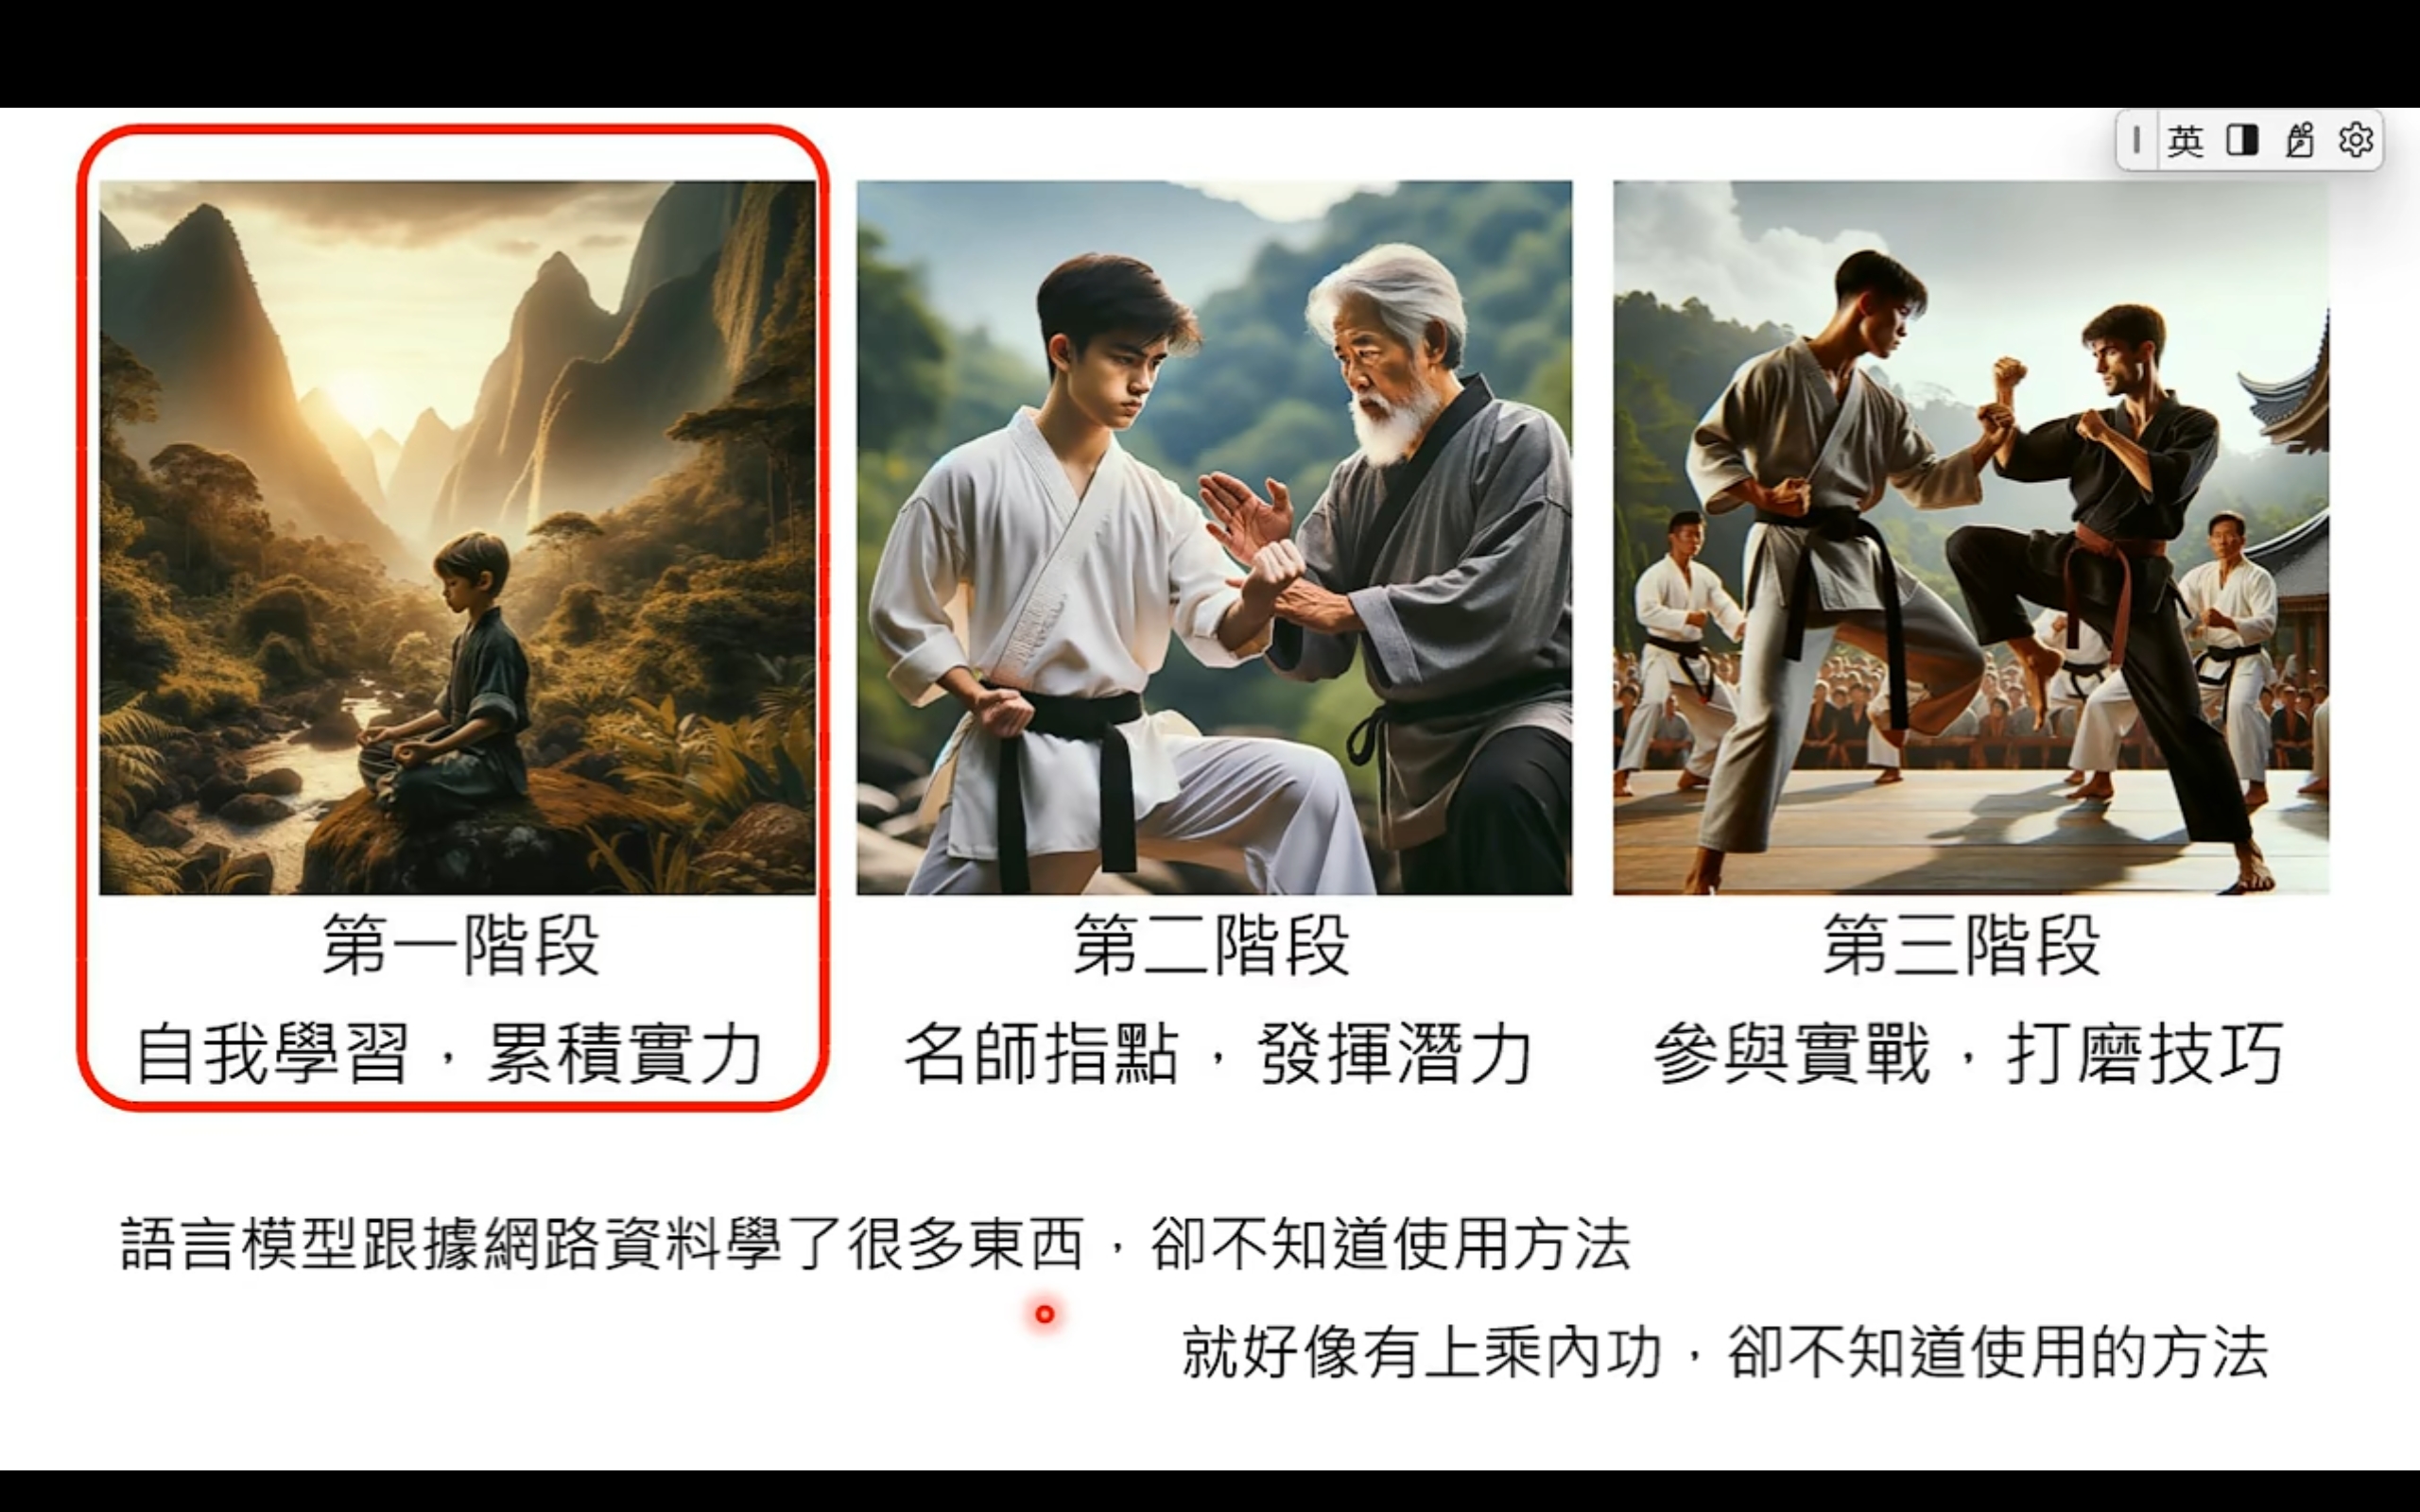 英
第一階段
自我學習，累積實力
第二階段
名師指點，發揮潛力
第三階段
參與實戰，打磨技巧
語言模型跟據網路資料學了很多東西，卻不知道使用方法
就好像有上乘內功，卻不知道使用的方法